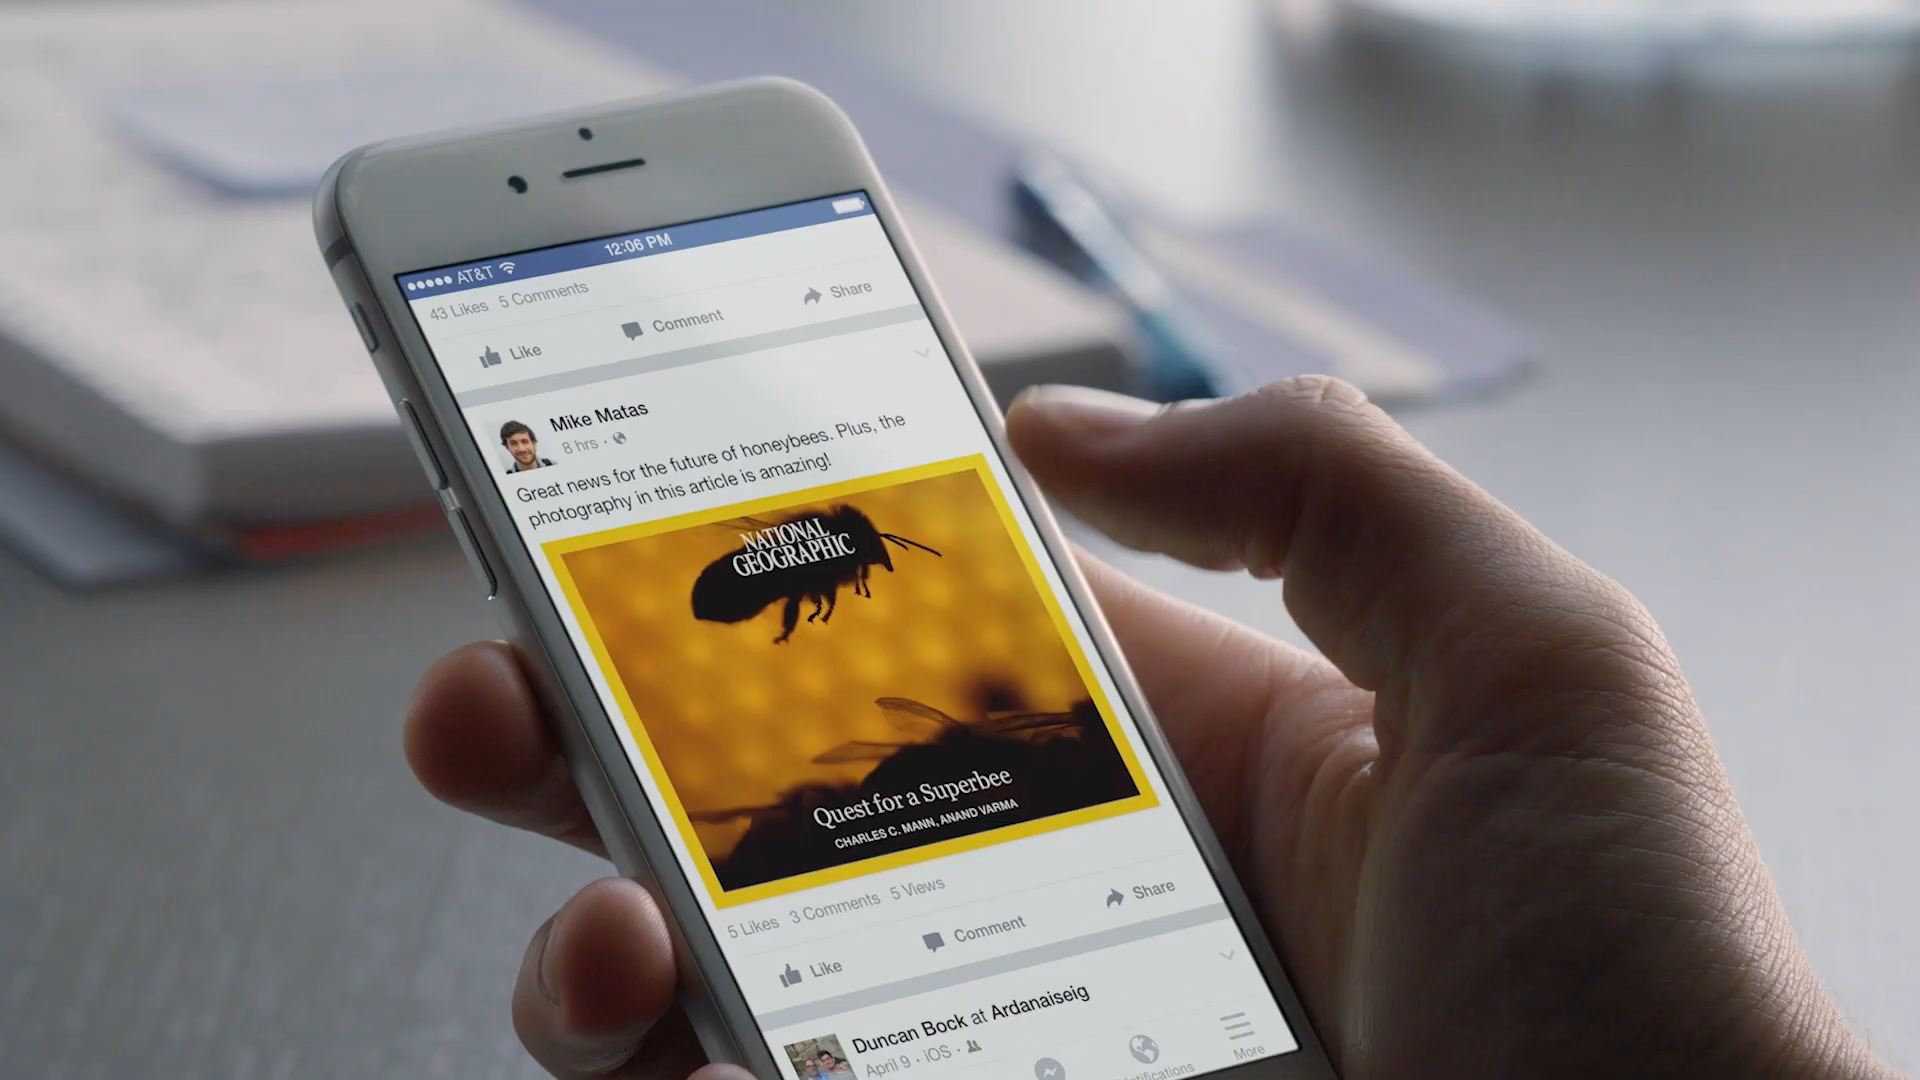 AT&T 12:06 PM
43 Likes 5 Comments
Like Comment Share
Mike Matas
8 hrs ·
Great news for the future of honeybees. Plus, the
photography in this article is amazing!
NATIONAL
GEOGRAPHIC
Quest for a Superbee
CHARLES C. MANN, ANAND VARMA
5 Likes 3 Comments 5 Views
Like Comment Share
Duncan Bock at Ardanaiseig
April 9 · iOS ·
More